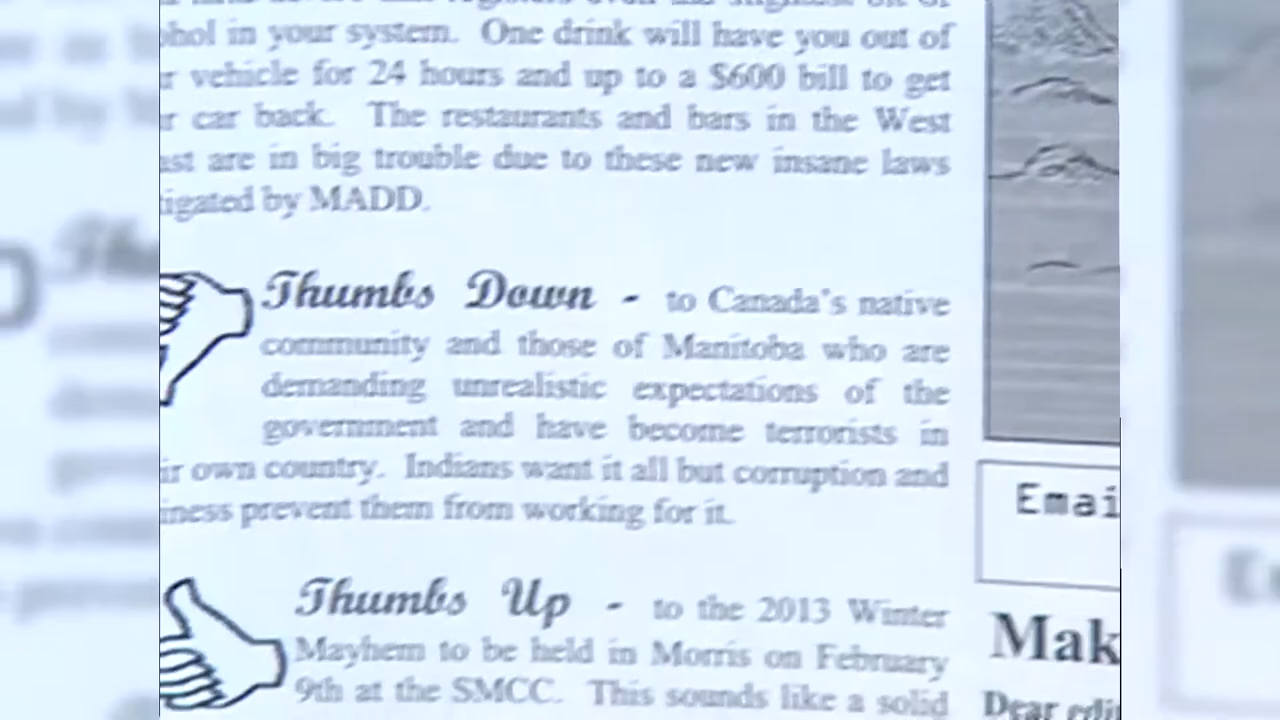 hol in your system. One drink will have you out of
r vehicle for 24 hours and up to a $600 bill to get
r car back. The restaurants and bars in the West
ast are in big trouble due to these new insane laws
tigated by MADD.
Thumbs Down - to Canada's native
community and those of Manitoba who are
demanding unrealistic expectations of the
government and have become terrorists in
ir own country. Indians want it all but corruption and
iness prevent them from working for it.
Thumbs Up - to the 2013 Winter
Mayhem to be held in Morris on February
9th at the SMCC. This sounds like a solid
Emai
Mak
Dear edi